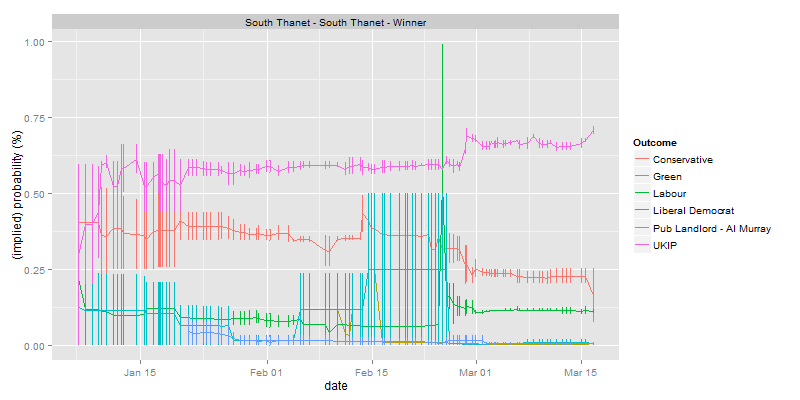 South Thanet - South Thanet - Winner
1.00
0.75
0.50
0.25
0.00
(implied) probability (%)
Jan 15
Feb 01
Feb 15
Mar 01
Mar 15
date
Outcome
Conservative
Green
Labour
Liberal Democrat
Pub Landlord - Al Murray
UKIP